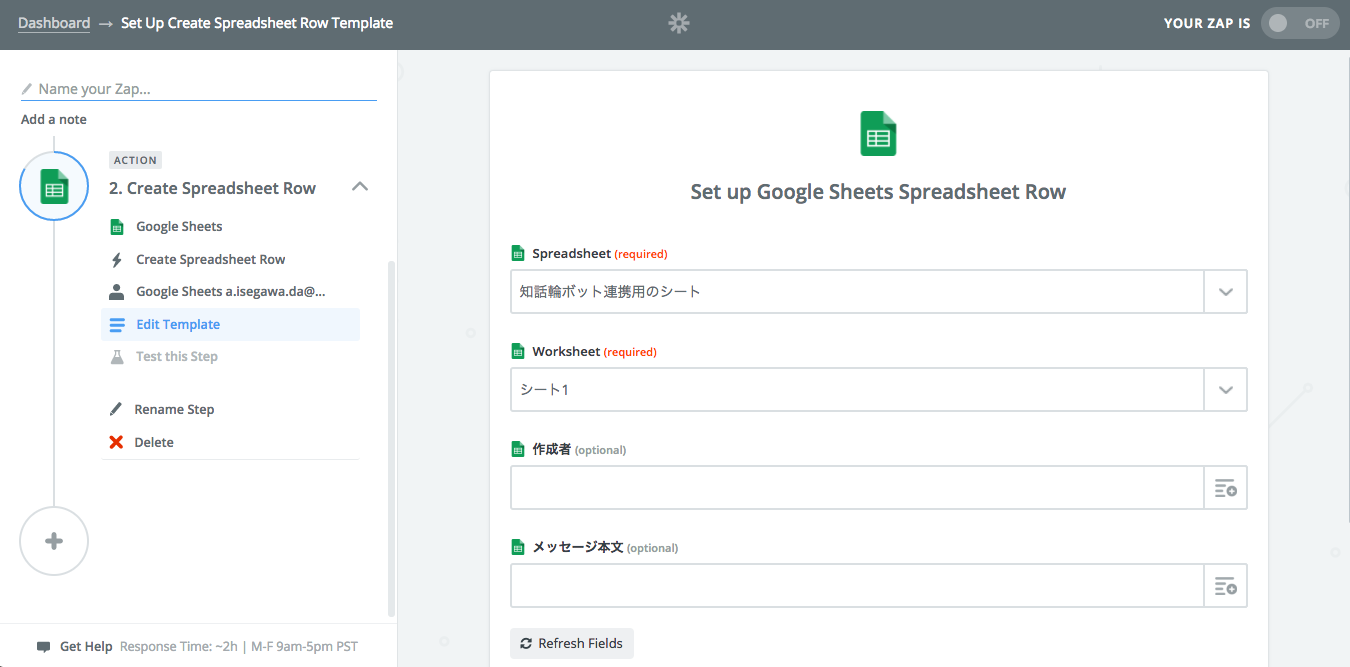 Dashboard → Set Up Create Spreadsheet Row Template
YOUR ZAP IS OFF
Name your Zap...
Add a note
ACTION
2. Create Spreadsheet Row
Google Sheets
Create Spreadsheet Row
Google Sheets a.isegawa.da@...
Edit Template
Test this Step
Rename Step
Delete
Get Help Response Time: ~2h | M-F 9am-5pm PST
Set up Google Sheets Spreadsheet Row
Spreadsheet (required)
知話輪ボット連携用のシート
Worksheet (required)
シート1
作成者 (optional)
メッセージ本文 (optional)
Refresh Fields